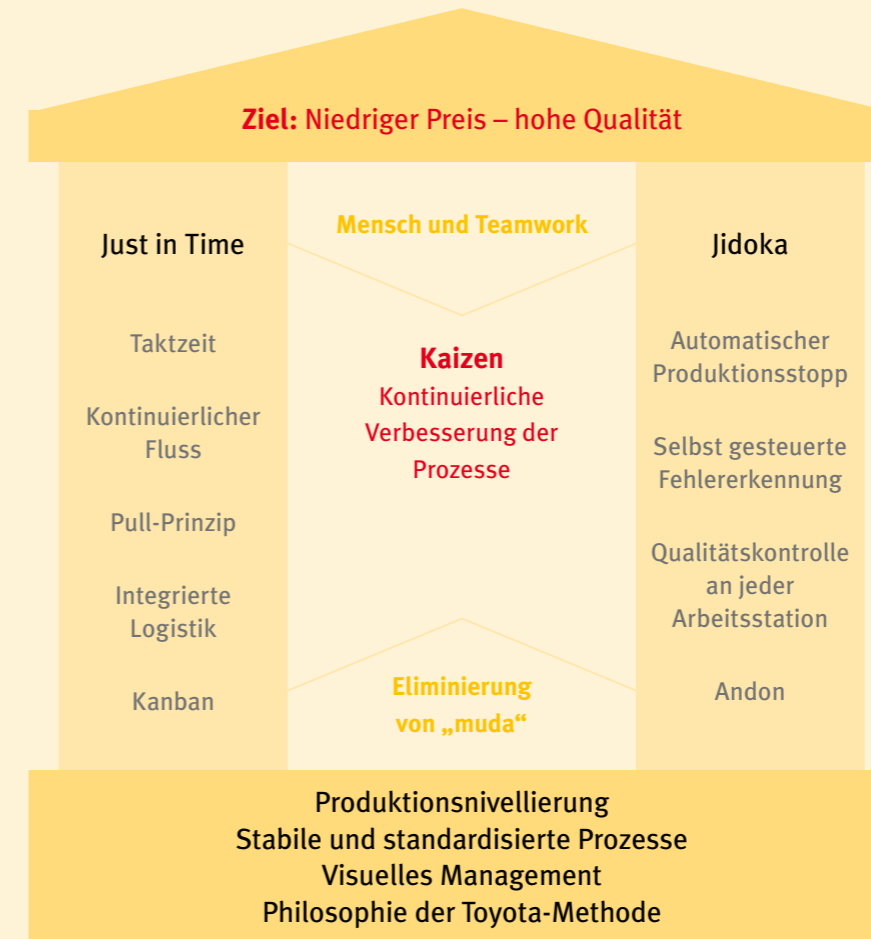 Ziel: Niedriger Preis – hohe Qualität
Just in Time
Taktzeit
Kontinuierlicher
Fluss
Pull-Prinzip
Integrierte
Logistik
Kanban
Mensch und Teamwork
Kaizen
Kontinuierliche
Verbesserung der
Prozesse
Eliminierung
von „muda“
Jidoka
Automatischer
Produktionsstopp
Selbst gesteuerte
Fehlererkennung
Qualitätskontrolle
an jeder
Arbeitsstation
Andon
Produktionsnivellierung
Stabile und standardisierte Prozesse
Visuelles Management
Philosophie der Toyota-Methode